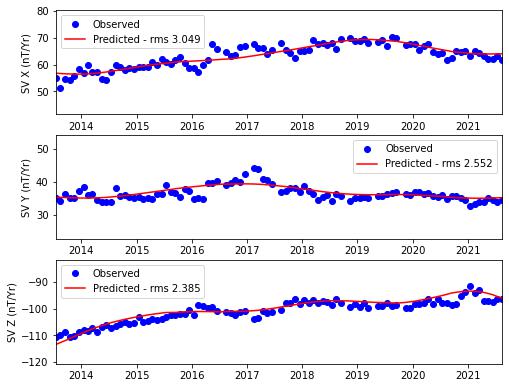 80
70
60
50
SV X (nT/Yr)
Observed
Predicted - rms 3.049
2014 2015 2016 2017 2018 2019 2020 2021
50
40
30
SV Y (nT/Yr)
Observed
Predicted - rms 2.552
2014 2015 2016 2017 2018 2019 2020 2021
−90
−100
−110
−120
SV Z (nT/Yr)
Observed
Predicted - rms 2.385
2014 2015 2016 2017 2018 2019 2020 2021